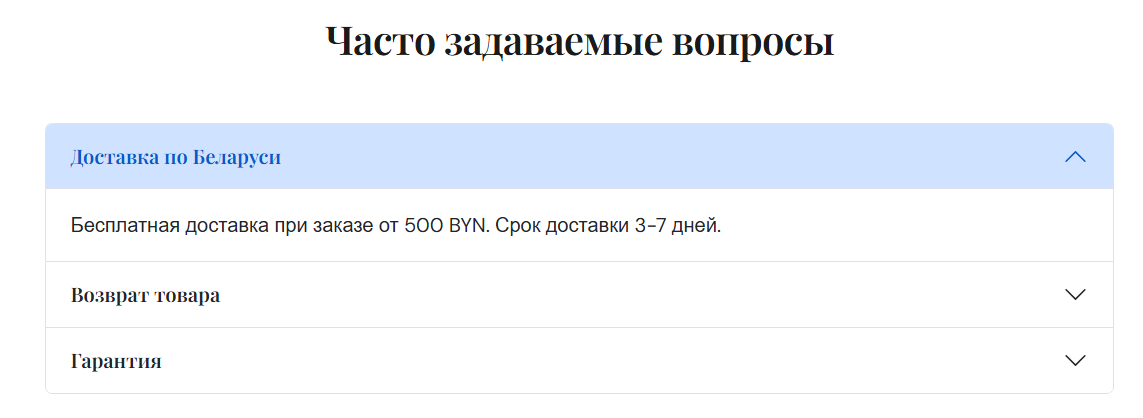 Часто задаваемые вопросы
Доставка по Беларуси
Бесплатная доставка при заказе от 500 BYN. Срок доставки 3-7 дней.
Возврат товара
Гарантия